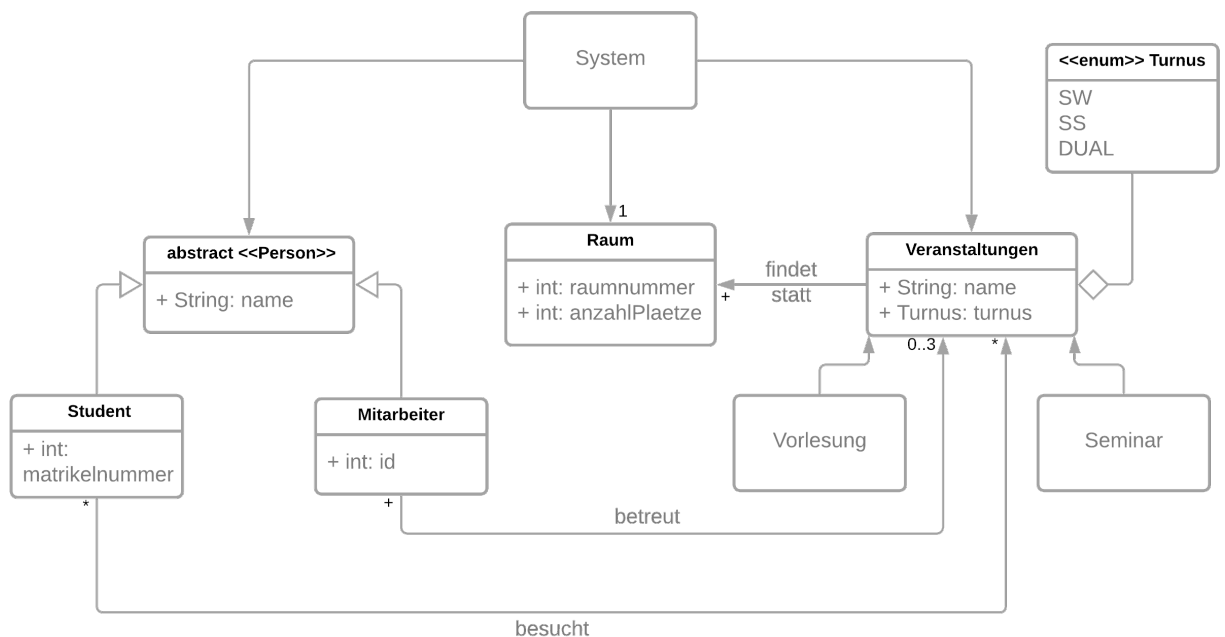 System
<<enum>> Turnus
SW
SS
DUAL
1
abstract <<Person>>
+ String: name
Raum
+ int: raumnummer
+ int: anzahlPlaetze
findet
statt
+
Veranstaltungen
+ String: name
+ Turnus: turnus
0..3
*
Student
+ int:
matrikelnummer
*
Mitarbeiter
+ int: id
+
Vorlesung
Seminar
betreut
besucht